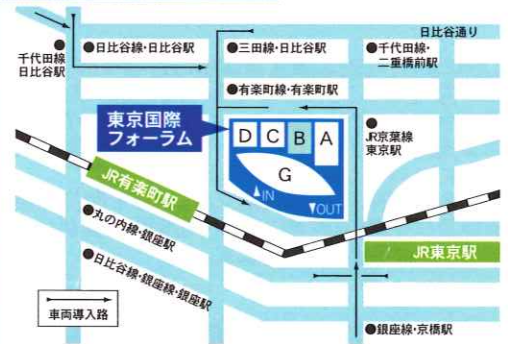 日比谷通り
千代田線
日比谷駅
日比谷線・日比谷駅
三田線・日比谷駅
千代田線・
二重橋前駅
有楽町線・有楽町駅
東京国際
フォーラム
D
C
B
A
G
▲IN
▼OUT
JR京葉線
東京駅
JR有楽町駅
丸の内線・銀座駅
日比谷線・銀座線・銀座駅
JR東京駅
車両導入路
銀座線・京橋駅